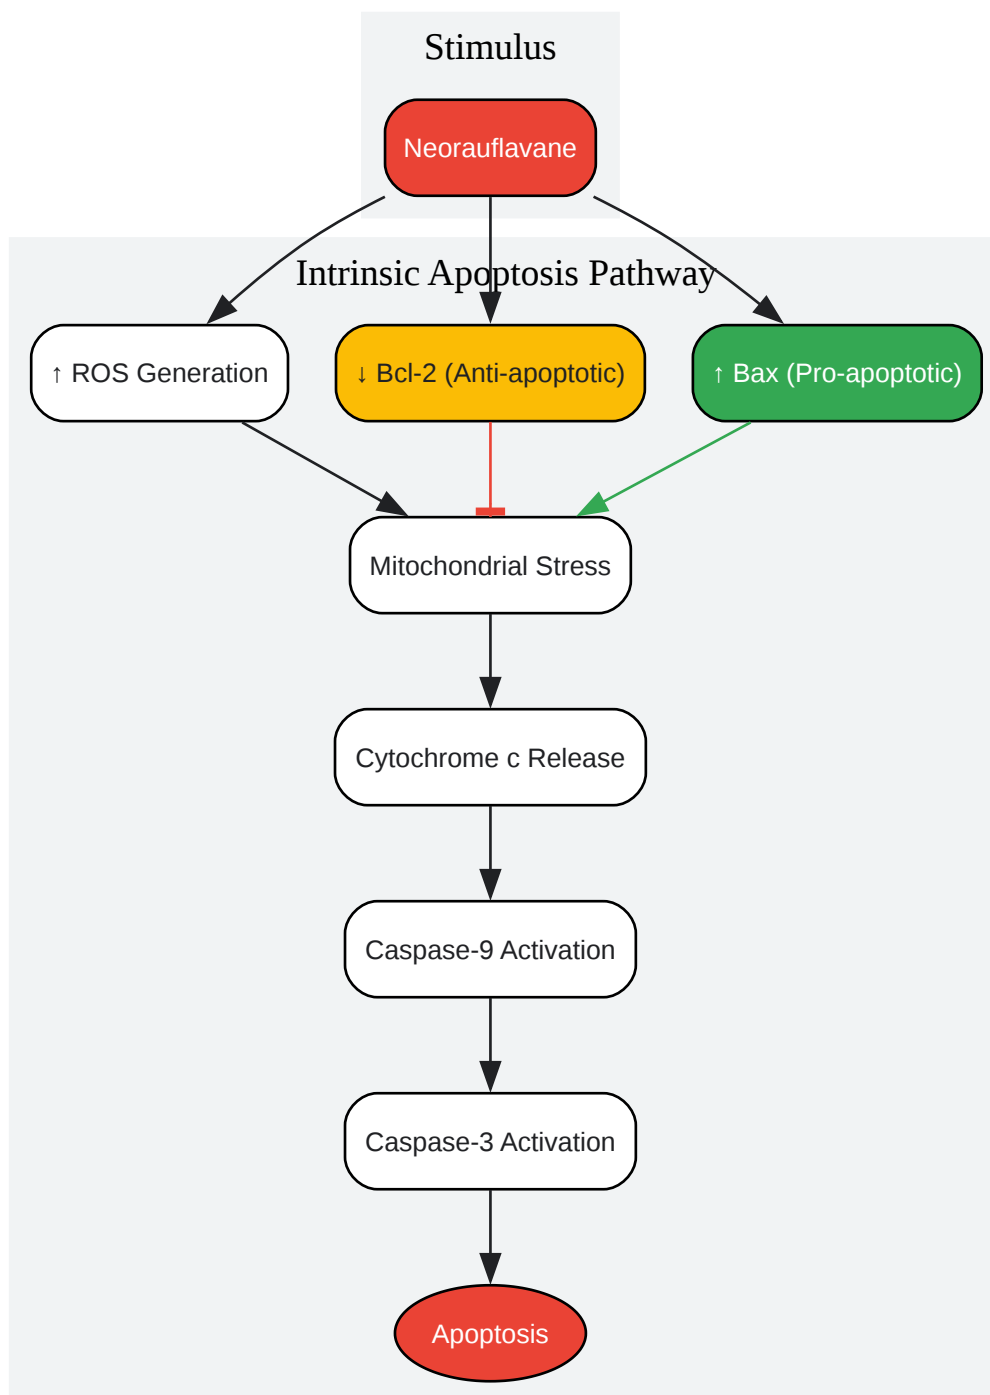 Stimulus
Neorauflavane
Intrinsic Apoptosis Pathway
↑ ROS Generation
↓ Bcl-2 (Anti-apoptotic)
↑ Bax (Pro-apoptotic)
Mitochondrial Stress
Cytochrome c Release
Caspase-9 Activation
Caspase-3 Activation
Apoptosis